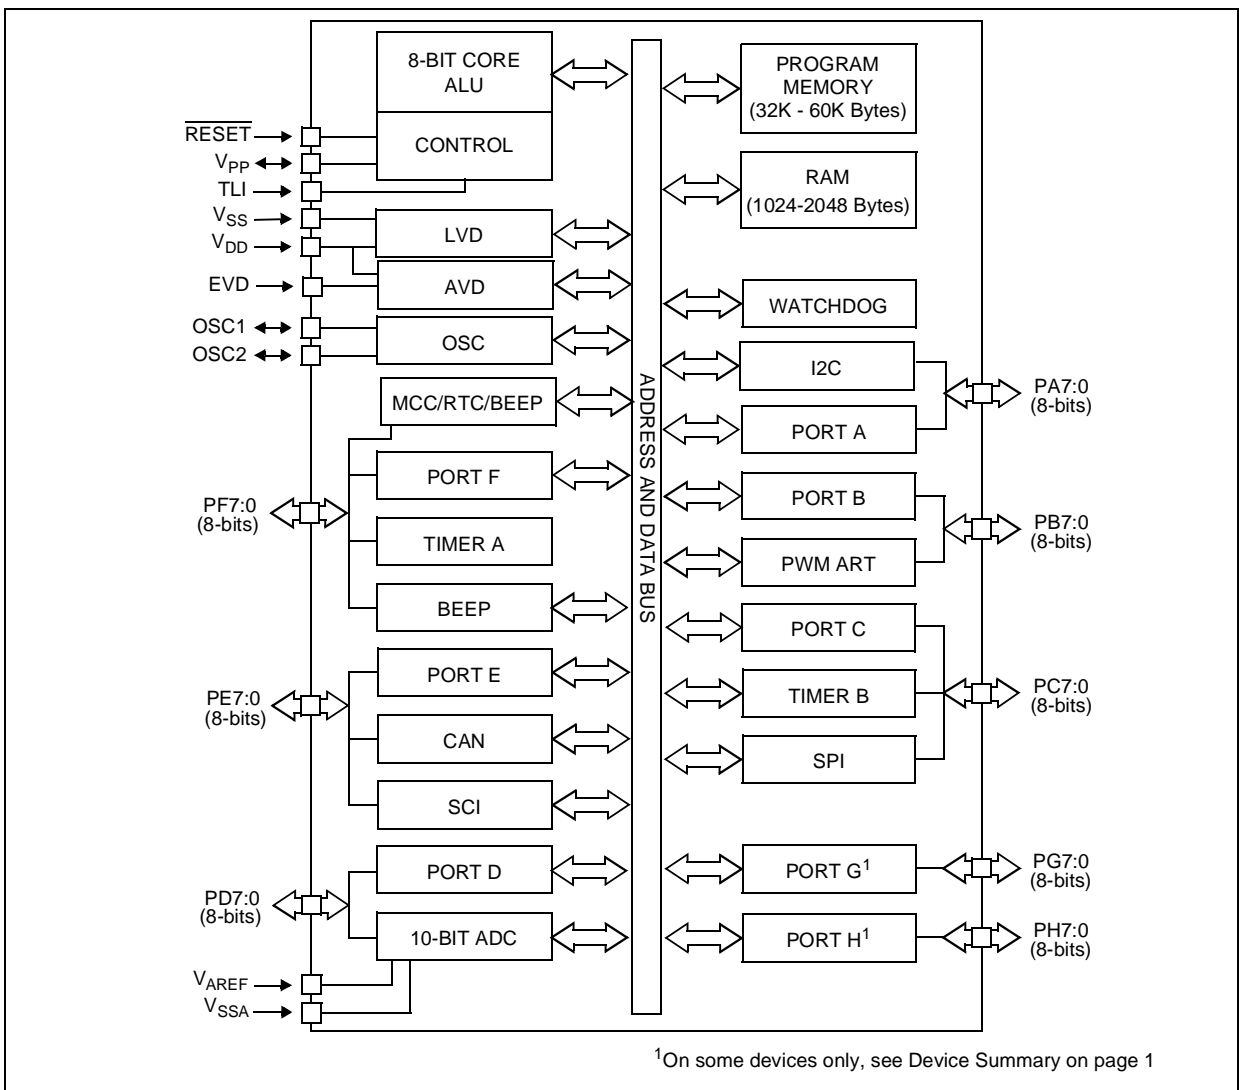 8-BIT CORE
ALU
CONTROL
RESET
VPP
TLI
VSS
VDD
EVD
OSC1
OSC2
LVD
AVD
OSC
MCC/RTC/BEEP
PORT F
TIMER A
BEEP
PF7:0
(8-bits)
PORT E
CAN
SCI
PE7:0
(8-bits)
PORT D
10-BIT ADC
PD7:0
(8-bits)
VAREF
VSSA
ADDRESS AND DATA BUS
PROGRAM
MEMORY
(32K - 60K Bytes)
RAM
(1024-2048 Bytes)
WATCHDOG
I2C
PORT A
PA7:0
(8-bits)
PORT B
PWM ART
PB7:0
(8-bits)
PORT C
TIMER B
SPI
PC7:0
(8-bits)
PORT G1
PG7:0
(8-bits)
PORT H1
PH7:0
(8-bits)
1On some devices only, see Device Summary on page 1